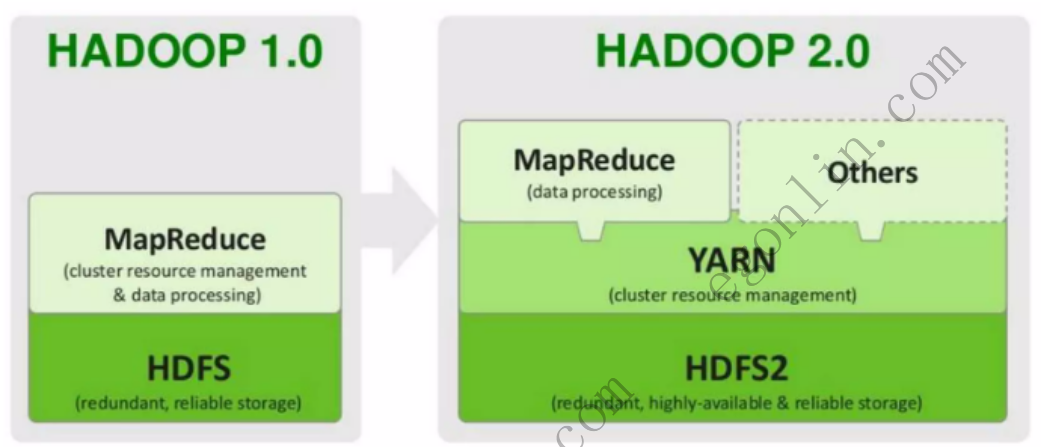 HADOOP 1.0
MapReduce
(cluster resource management
& data processing)
HDFS
(redundant, reliable storage)
HADOOP 2.0
MapReduce
(data processing)
Others
YARN
(cluster resource management)
HDFS2
(redundant, highly-available & reliable storage)
egonlin.com
com